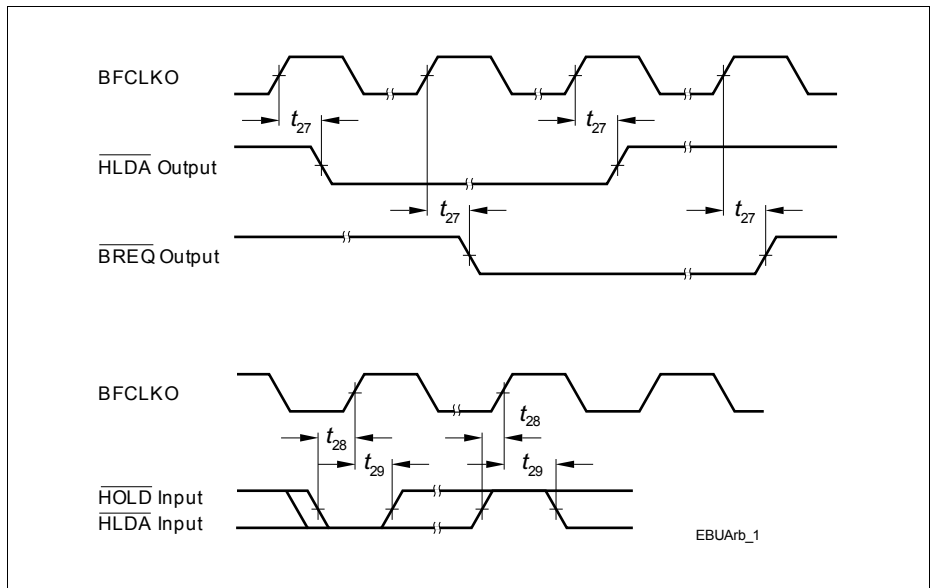 BFCLKO
t27 t27
HLDA Output
t27 t27
BREQ Output
BFCLKO
t28
t28
t29 t29
HOLD Input
HLDA Input
EBUArb_1